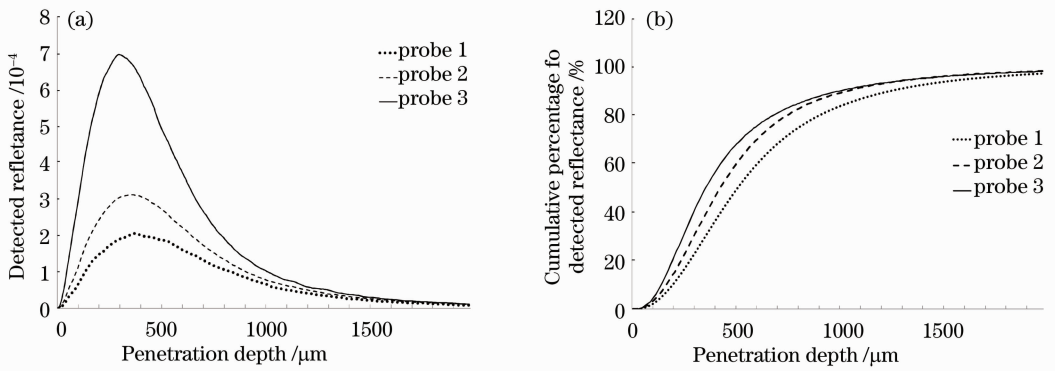 (a)
8
7
6
5
4
3
2
1
0
Detected refletance /10⁻⁴
probe 1
probe 2
probe 3
0 500 1000 1500
Penetration depth /μm
(b)
120
100
80
60
40
20
0
Cumulative percentage fo
detected reflectance /%
probe 1
probe 2
probe 3
0 500 1000 1500
Penetration depth /μm